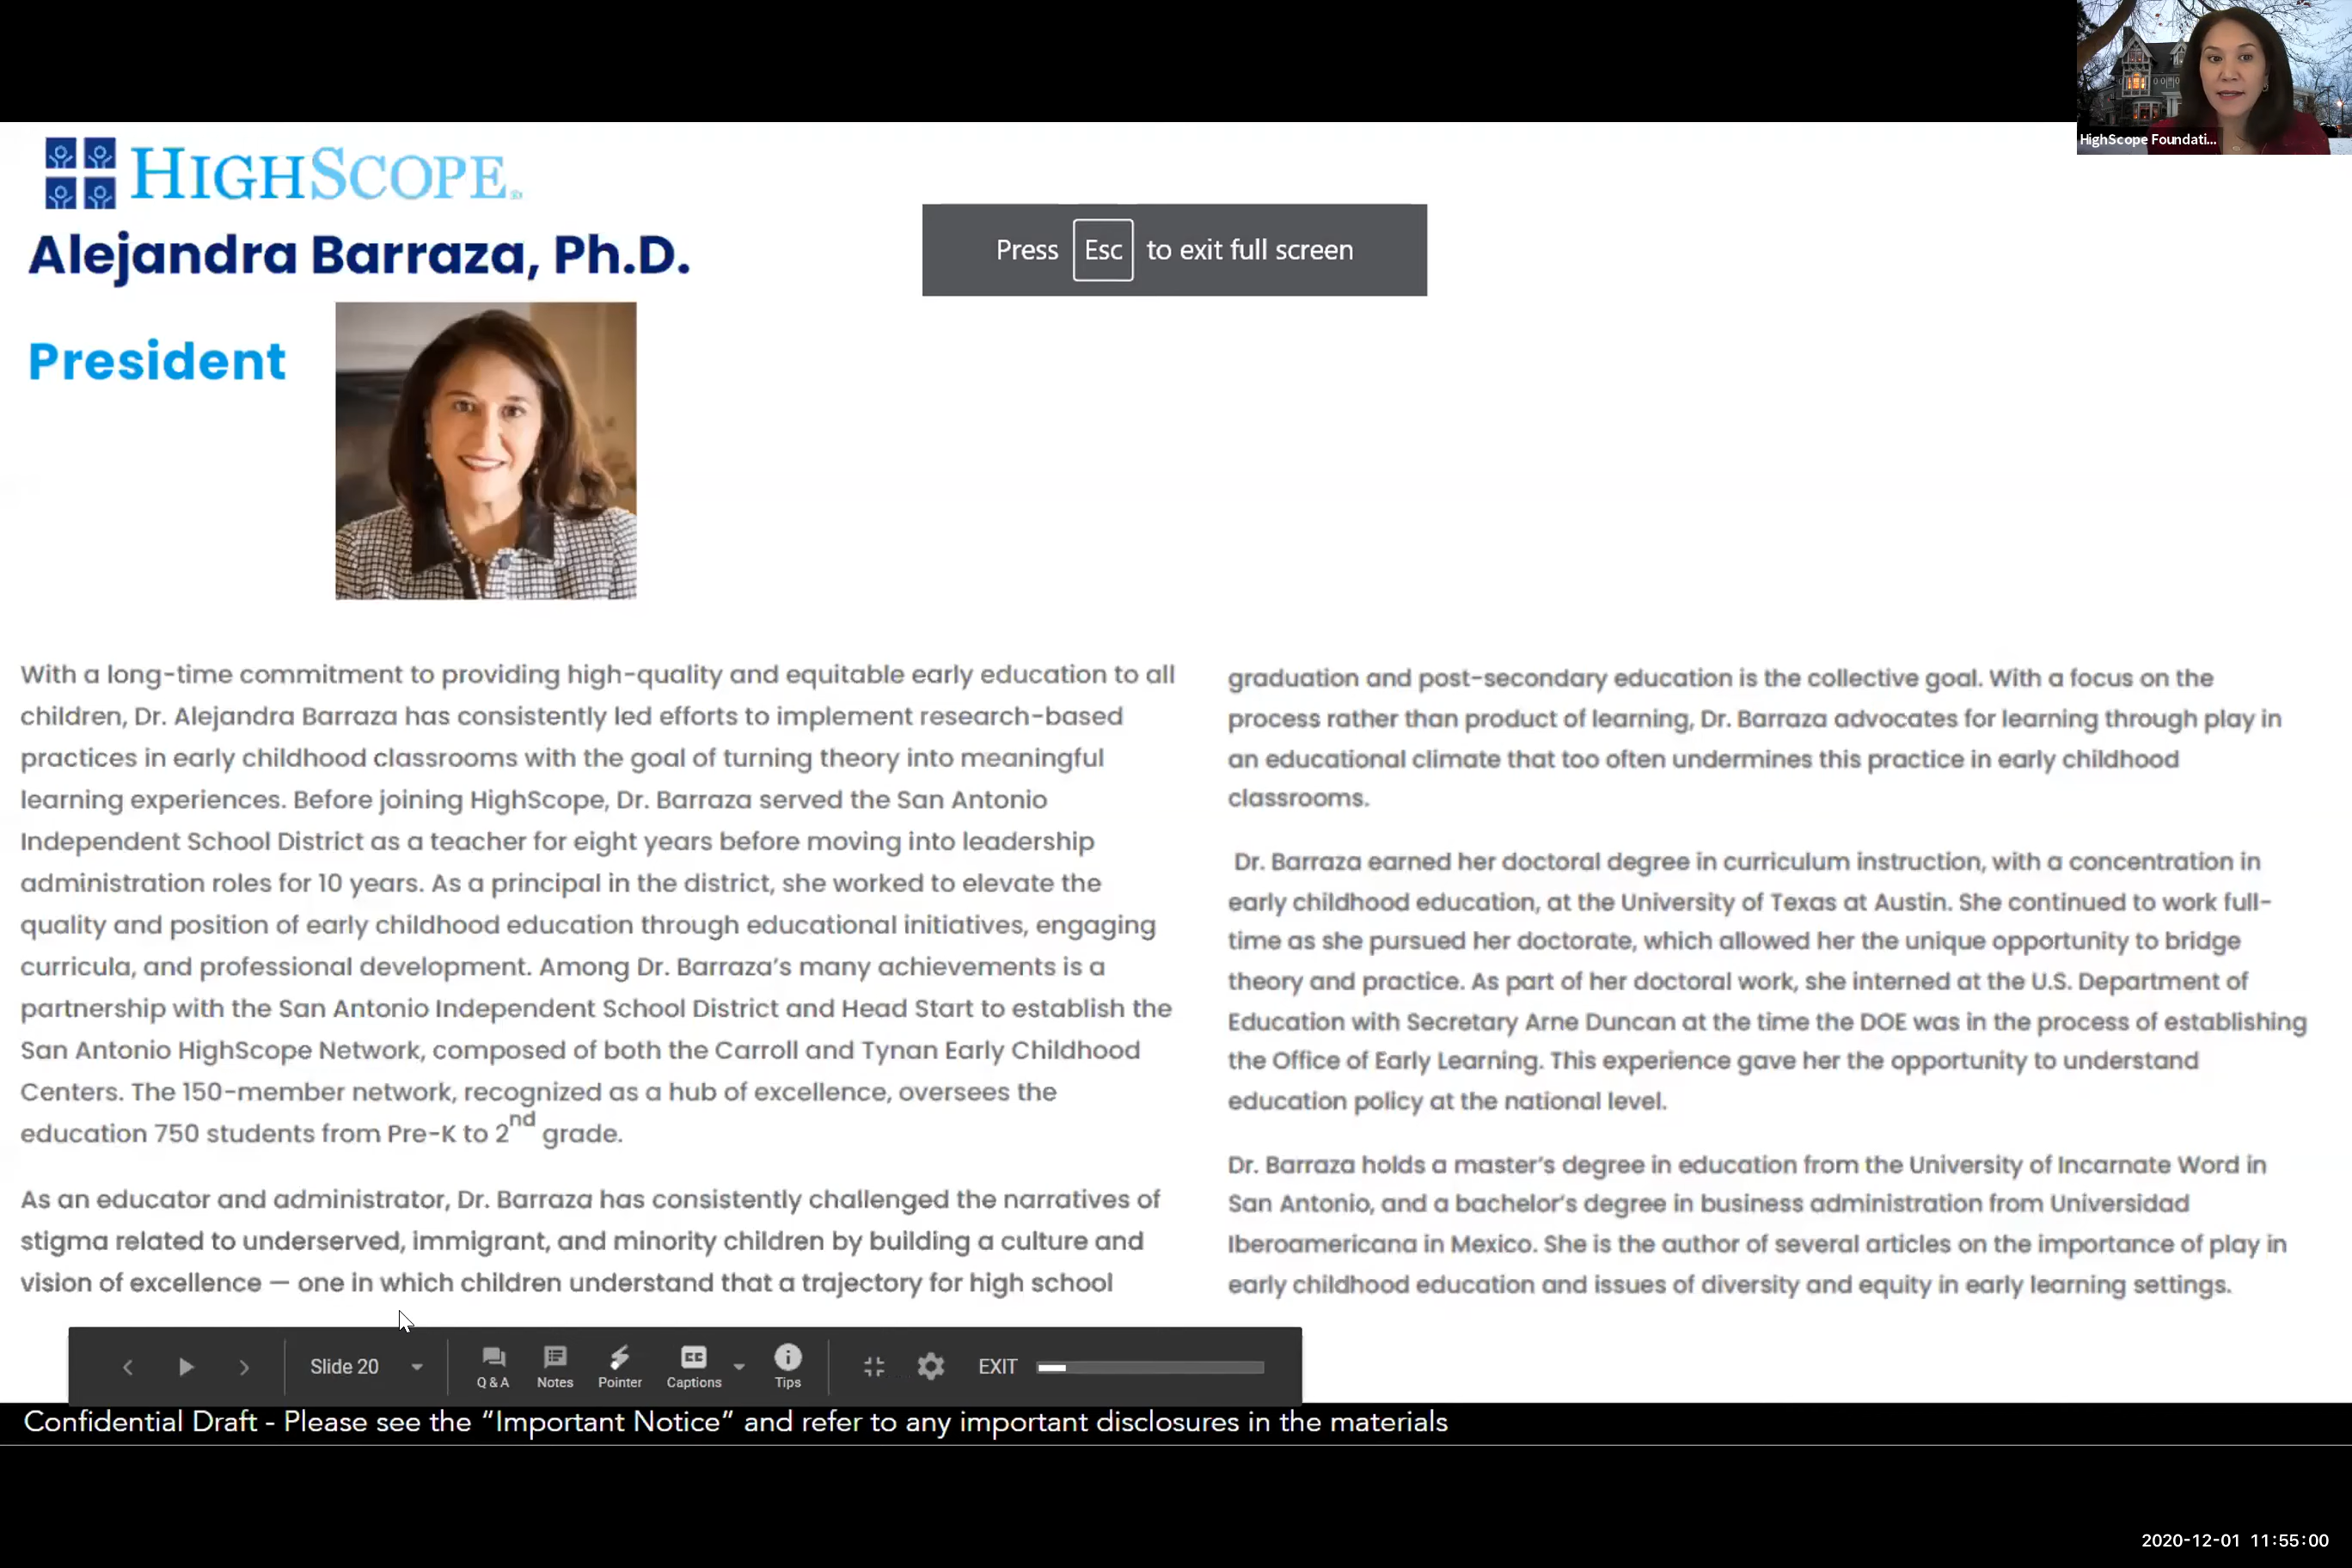 HighScope Foundati...
HIGHSCOPE®
Alejandra Barraza, Ph.D.
Press Esc to exit full screen
President
With a long-time commitment to providing high-quality and equitable early education to all
children, Dr. Alejandra Barraza has consistently led efforts to implement research-based
practices in early childhood classrooms with the goal of turning theory into meaningful
learning experiences. Before joining HighScope, Dr. Barraza served the San Antonio
Independent School District as a teacher for eight years before moving into leadership
administration roles for 10 years. As a principal in the district, she worked to elevate the
quality and position of early childhood education through educational initiatives, engaging
curricula, and professional development. Among Dr. Barraza's many achievements is a
partnership with the San Antonio Independent School District and Head Start to establish the
San Antonio HighScope Network, composed of both the Carroll and Tynan Early Childhood
Centers. The 150-member network, recognized as a hub of excellence, oversees the
education 750 students from Pre-K to 2nd grade.
As an educator and administrator, Dr. Barraza has consistently challenged the narratives of
stigma related to underserved, immigrant, and minority children by building a culture and
vision of excellence — one in which children understand that a trajectory for high school
graduation and post-secondary education is the collective goal. With a focus on the
process rather than product of learning, Dr. Barraza advocates for learning through play in
an educational climate that too often undermines this practice in early childhood
classrooms.
Dr. Barraza earned her doctoral degree in curriculum instruction, with a concentration in
early childhood education, at the University of Texas at Austin. She continued to work full-
time as she pursued her doctorate, which allowed her the unique opportunity to bridge
theory and practice. As part of her doctoral work, she interned at the U.S. Department of
Education with Secretary Arne Duncan at the time the DOE was in the process of establishing
the Office of Early Learning. This experience gave her the opportunity to understand
education policy at the national level.
Dr. Barraza holds a master's degree in education from the University of Incarnate Word in
San Antonio, and a bachelor's degree in business administration from Universidad
Iberoamericana in Mexico. She is the author of several articles on the importance of play in
early childhood education and issues of diversity and equity in early learning settings.
Slide 20 Q & A Notes Pointer CC Captions Tips EXIT
Confidential Draft - Please see the “Important Notice” and refer to any important disclosures in the materials
2020-12-01 11:55:00